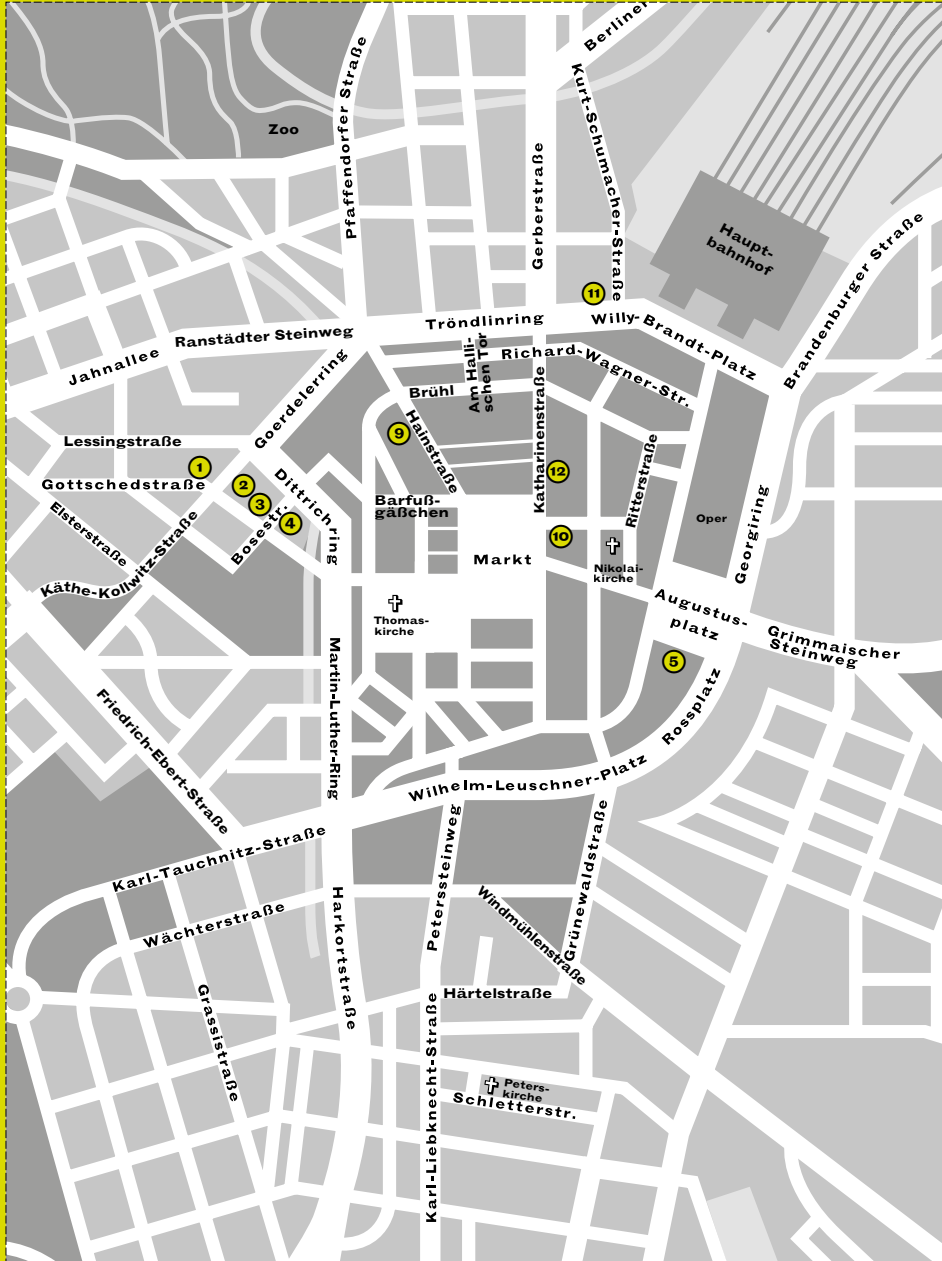 Berliner
Zoo
Pfaffendorfer Straße
Gerberstraße
Kurt-Schumacher-Straße
Haupt-
bahnhof
Brandenburger Straße
11
Jahnallee
Ranstädter Steinweg
Tröndlinring
Willy-Brandt-Platz
Am Halli-
schen Tor
Richard-Wagner-Str.
Goerdelerring
Brühl
Lessingstraße
9
Hainstraße
Katharinenstraße
Ritterstraße
1
Gottschedstraße
2
3
4
Dittrichring
Bosestr.
12
Elsterstraße
Barfuß-
gäßchen
Oper
Georgiring
Käthe-Kollwitz-Straße
Markt
10
Nikolai-
kirche
Thomas-
kirche
Augustus-
platz
Grimmaischer
Steinweg
5
Martin-Luther-Ring
Rossplatz
Friedrich-Ebert-Straße
Wilhelm-Leuschner-Platz
Karl-Tauchnitz-Straße
Peterssteinweg
Grünewaldstraße
Wächterstraße
Harkortstraße
Windmühlenstraße
Grassistraße
Härtelstraße
Karl-Liebknecht-Straße
Peters-
kirche
Schletterstr.